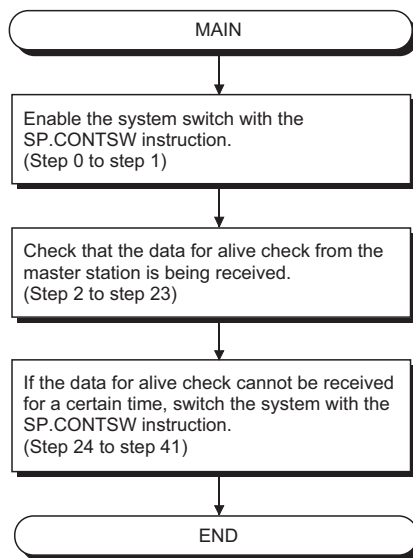 MAIN
Enable the system switch with the
SP.CONTSW instruction.
(Step 0 to step 1)
Check that the data for alive check from the
master station is being received.
(Step 2 to step 23)
If the data for alive check cannot be received
for a certain time, switch the system with the
SP.CONTSW instruction.
(Step 24 to step 41)
END